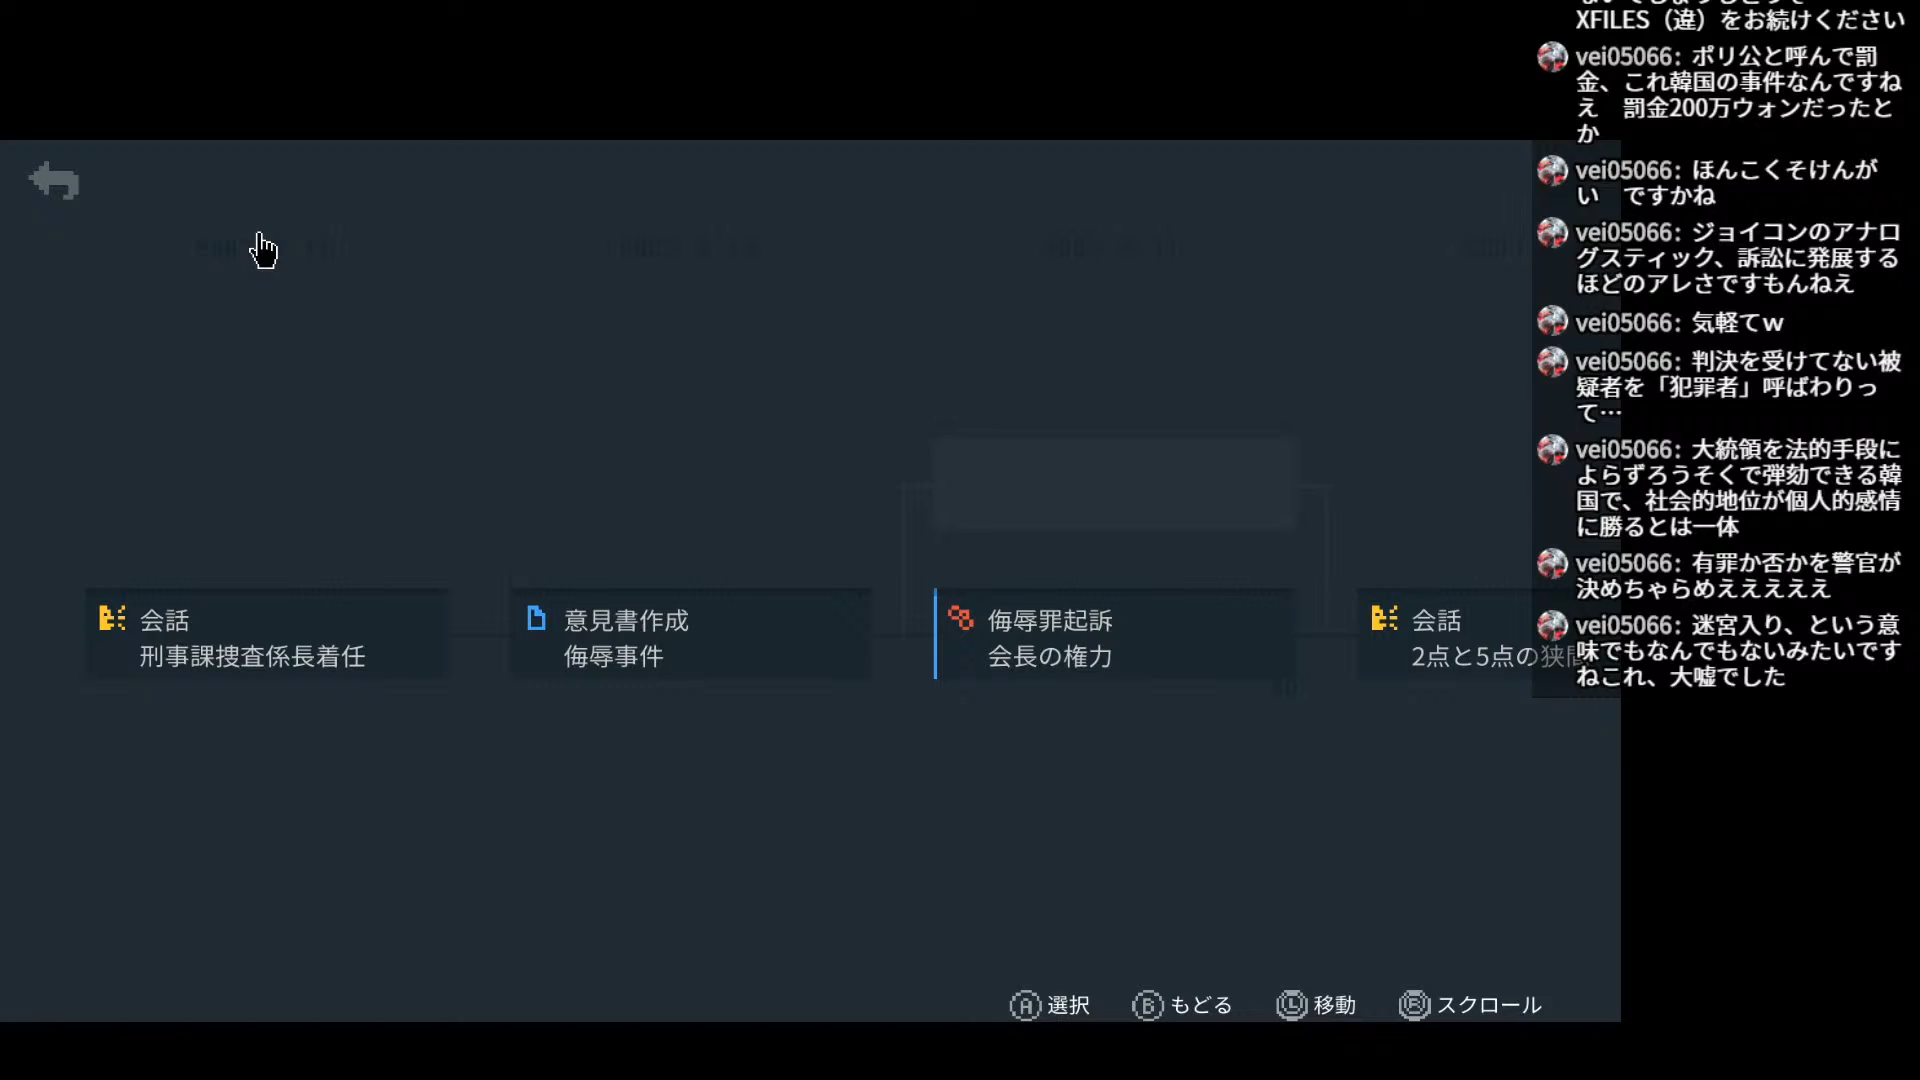 XFILES（違）をお続けください
vei05066: ポリ公と呼んで罰
金、これ韓国の事件なんですね
え　罰金200万ウォンだったと
か
vei05066: ほんこくそけんが
い　ですかね
vei05066: ジョイコンのアナロ
グスティック、訴訟に発展する
ほどのアレさですもんねえ
vei05066: 気軽てｗ
vei05066: 判決を受けてない被
疑者を「犯罪者」呼ばわりっ
て…
vei05066: 大統領を法的手段に
よらずろうそくで弾劾できる韓
国で、社会的地位が個人的感情
に勝るとは一体
vei05066: 有罪か否かを警官が
決めちゃらめえええええ
vei05066: 迷宮入り、という意
味でもなんでもないみたいです
ねこれ、大嘘でした
会話
刑事課捜査係長着任
意見書作成
侮辱事件
侮辱罪起訴
会長の権力
会話
2点と5点の狭間
A 選択
B もどる
L 移動
R スクロール